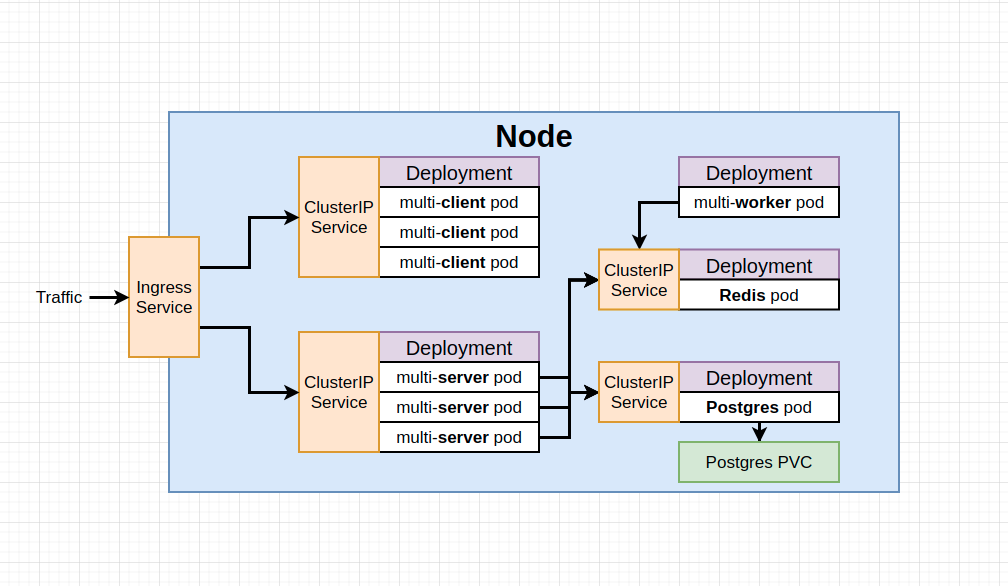 Node
Traffic
Ingress
Service
ClusterIP
Service
Deployment
multi-client pod
multi-client pod
multi-client pod
ClusterIP
Service
Deployment
multi-server pod
multi-server pod
multi-server pod
Deployment
multi-worker pod
ClusterIP
Service
Deployment
Redis pod
ClusterIP
Service
Deployment
Postgres pod
Postgres PVC